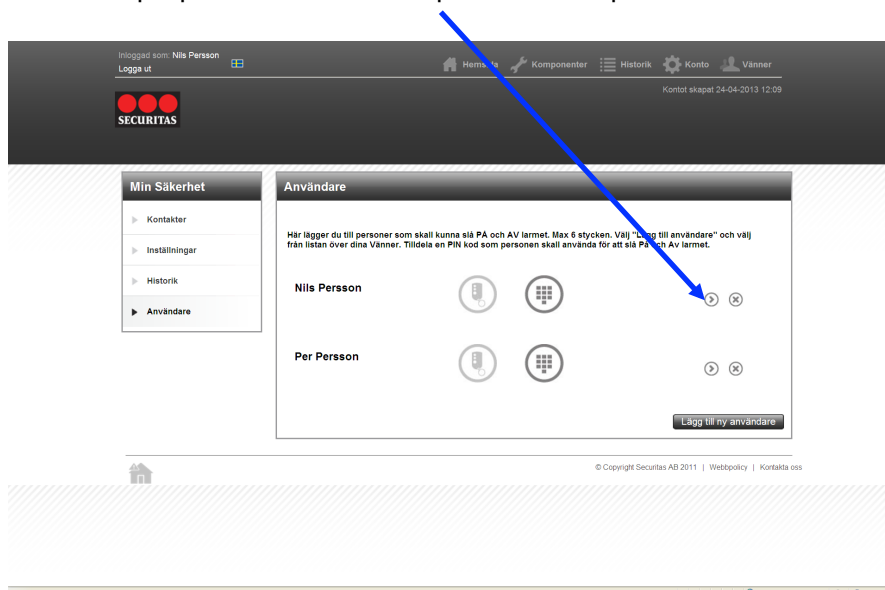 Inloggad som: Nils Persson
Logga ut
Hemsida Komponenter Historik Konto Vänner
Kontot skapat 24-04-2013 12:09
SECURITAS
Min Säkerhet
Kontakter
Inställningar
Historik
Användare
Användare
Här lägger du till personer som skall kunna slå PÅ och AV larmet. Max 6 stycken. Välj "Lägg till användare" och välj
från listan över dina Vänner. Tilldela en PIN kod som personen skall använda för att slå På och Av larmet.
Nils Persson
Per Persson
Lägg till ny användare
© Copyright Securitas AB 2011 | Webbpolicy | Kontakta oss